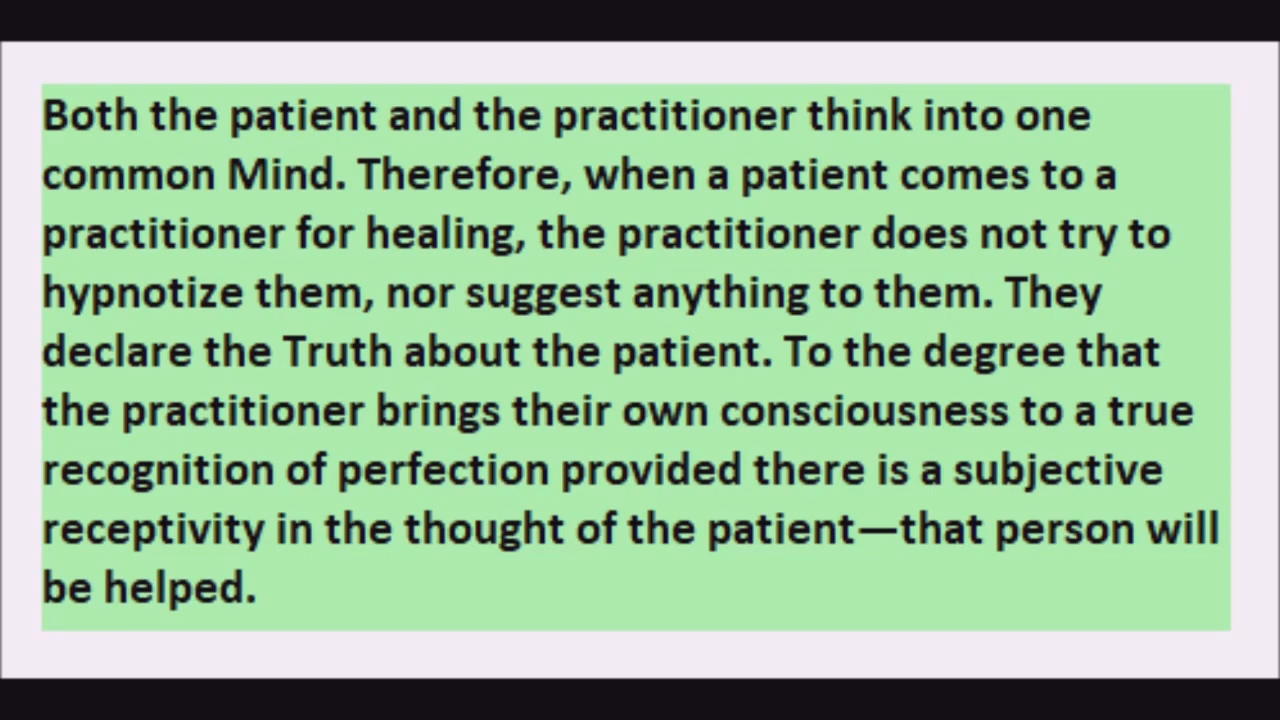 Both the patient and the practitioner think into one
common Mind. Therefore, when a patient comes to a
practitioner for healing, the practitioner does not try to
hypnotize them, nor suggest anything to them. They
declare the Truth about the patient. To the degree that
the practitioner brings their own consciousness to a true
recognition of perfection provided there is a subjective
receptivity in the thought of the patient—that person will
be helped.